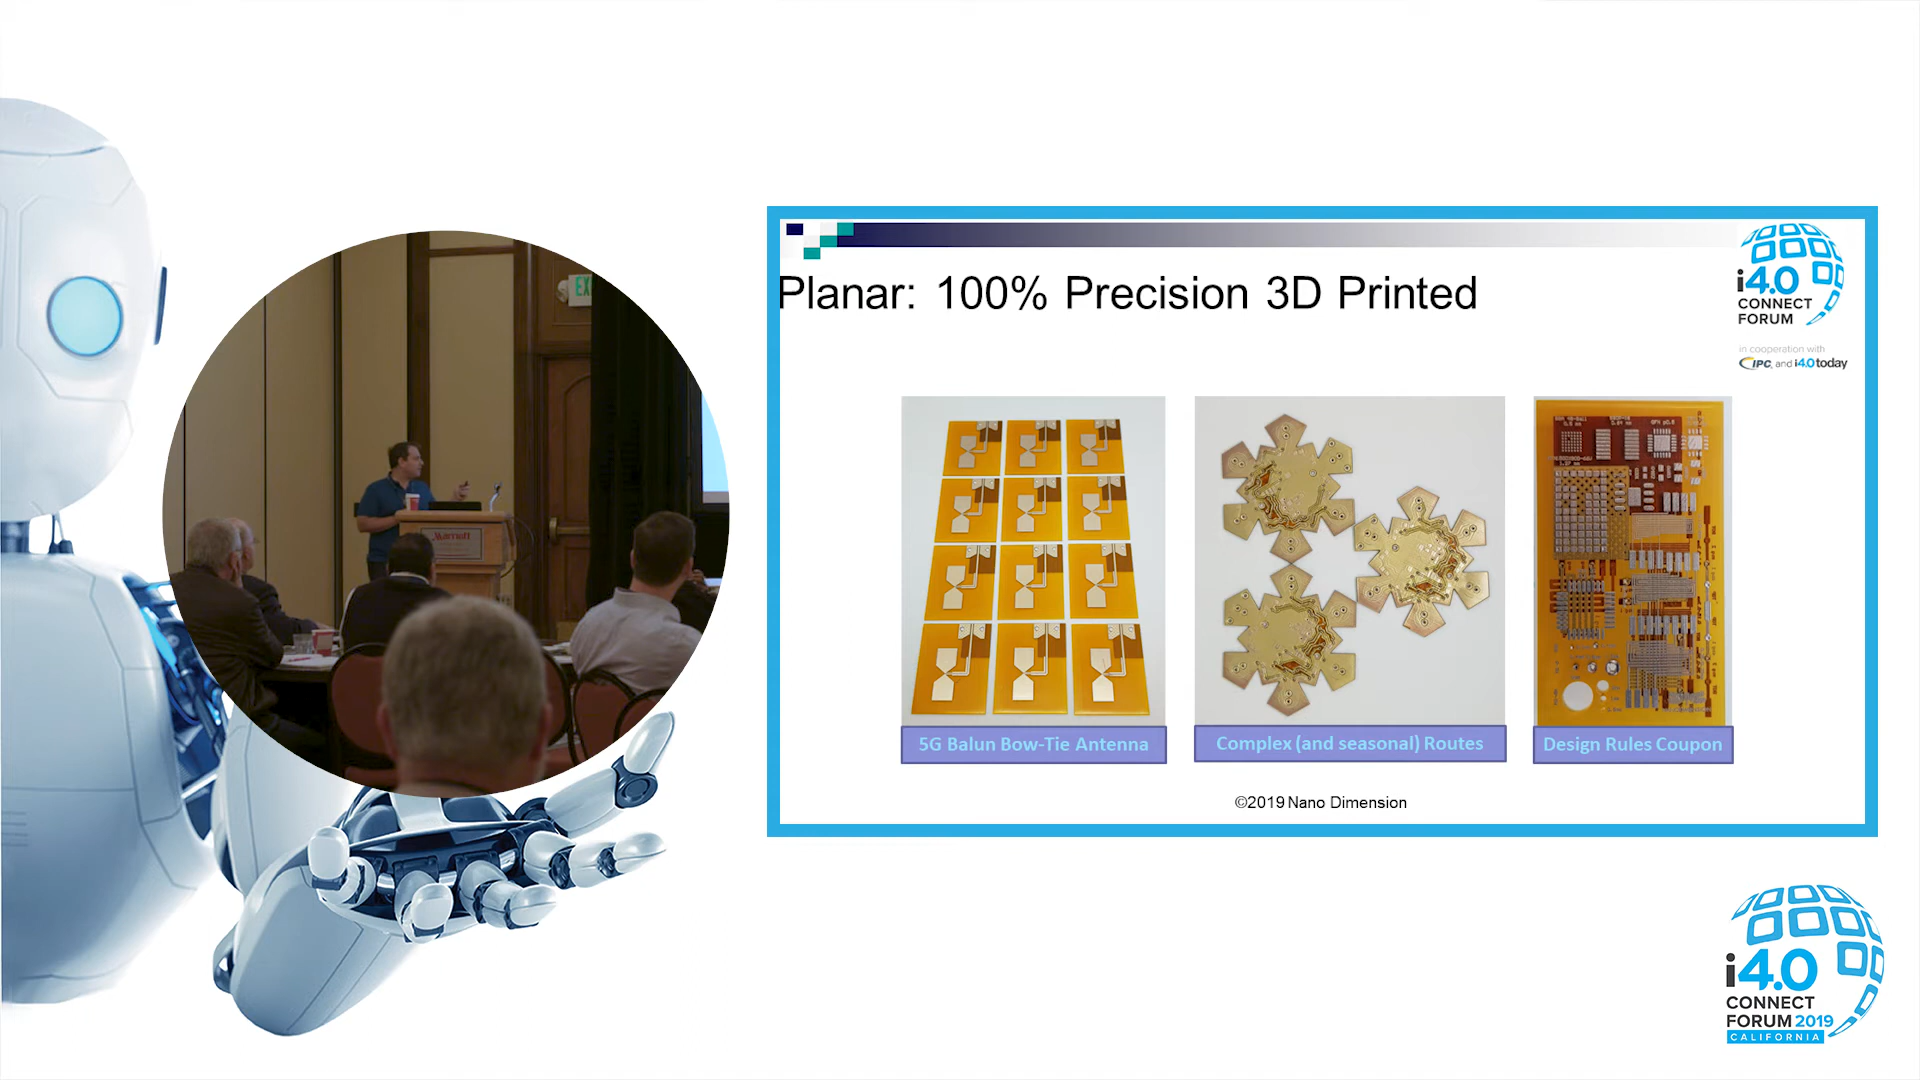 Planar: 100% Precision 3D Printed
i4.0
CONNECT
FORUM
in cooperation with
IPC, and i4.0today
EX
Marriott
5G Balun Bow-Tie Antenna
Complex (and seasonal) Routes
Design Rules Coupon
©2019 Nano Dimension
i4.0
CONNECT
FORUM 2019
CALIFORNIA